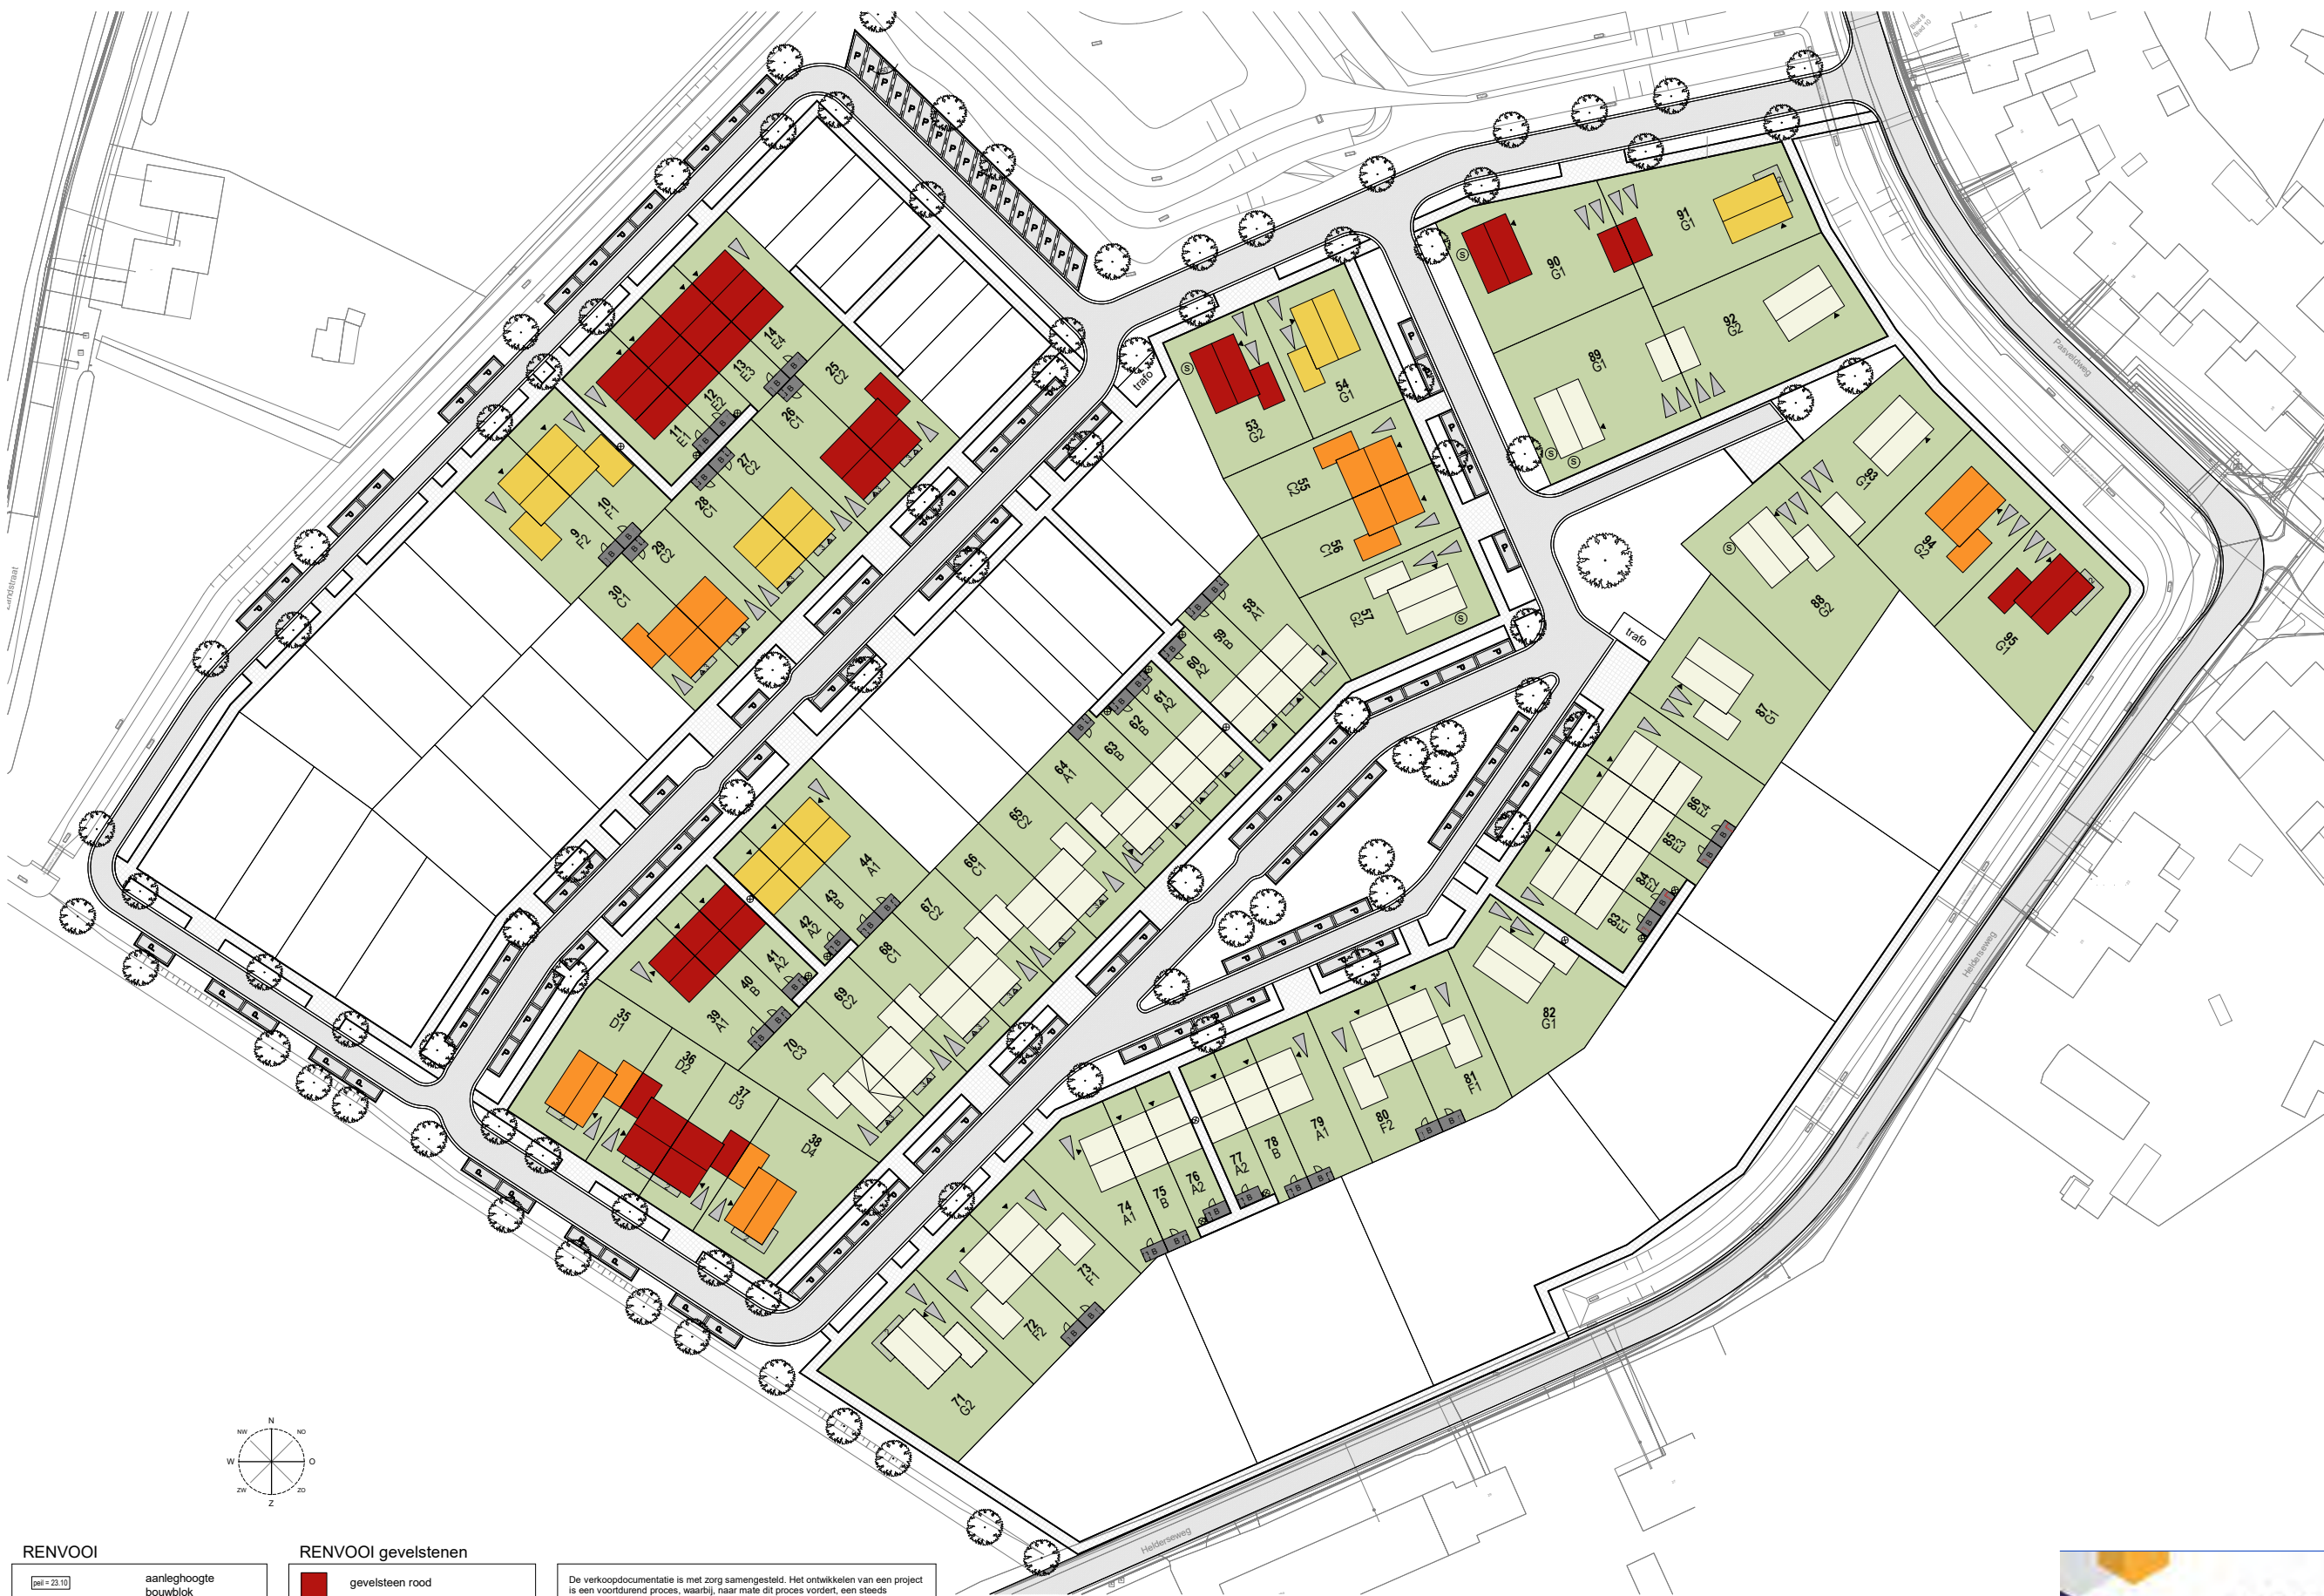 trafo
14
E4
13
E3
12
E2
11
E1
25
C2
26
C1
27
C2
28
C1
29
C2
30
C1
10
F1
9
F2
53
G2
54
G1
55
C2
56
C1
57
G2
90
G1
91
G1
92
G2
89
G1
Pasveldweg
93
G1
94
G2
95
G1
88
G2
trafo
87
G1
86
E4
85
E3
84
E2
83
E1
82
G1
81
F1
80
F2
79
A1
78
B
77
A2
76
A2
75
B
74
A1
73
F1
72
F2
71
G2
58
A1
59
B
60
A2
61
A2
62
B
63
B
64
A1
65
C2
66
C1
67
C2
68
C1
69
C2
70
C3
44
A1
43
B
42
A2
41
A2
40
B
39
A1
35
D1
36
D2
37
D3
38
D4
Helderseweg
Helderseweg
N
NW
NO
W
O
ZW
ZO
Z
RENVOOI
peil = 23.10
aanleghoogte
bouwblok
RENVOOI gevelstenen
gevelsteen rood
De verkoopdocumentatie is met zorg samengesteld. Het ontwikkelen van een project
is een voortdurend proces, waarbij, naar mate dit proces vordert, een steeds